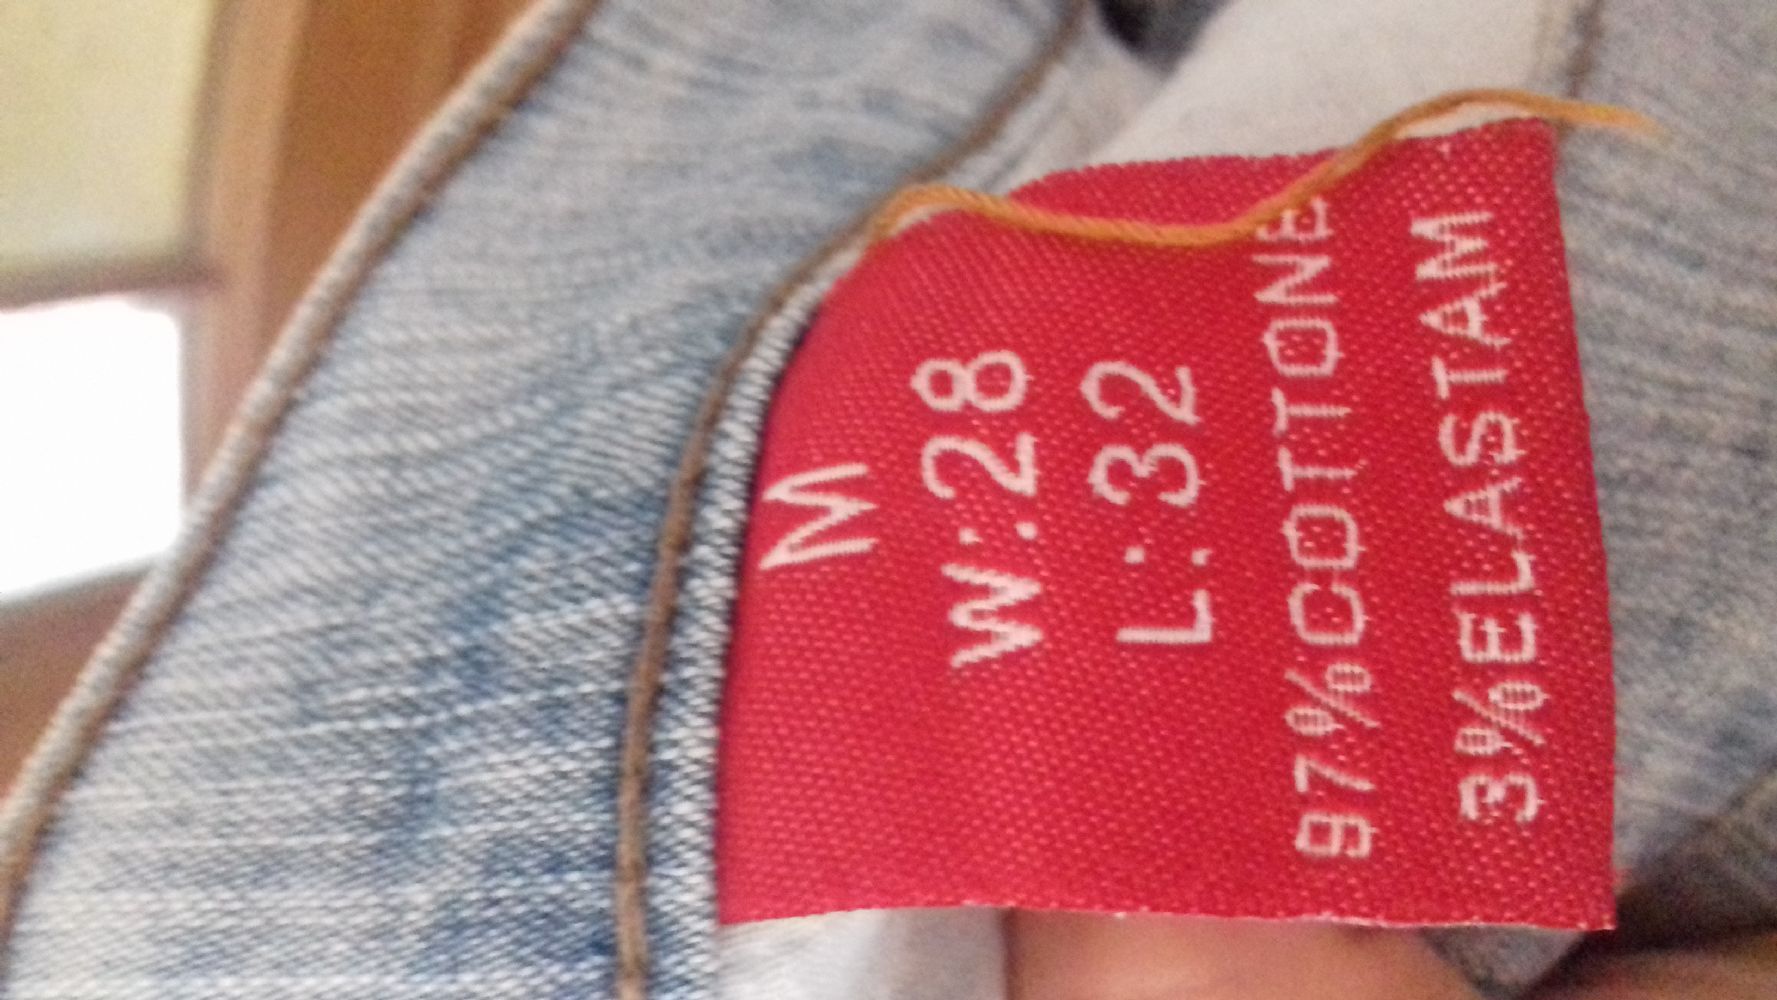 M
W:28
L:32
97%COTTONE
3%ELASTAM